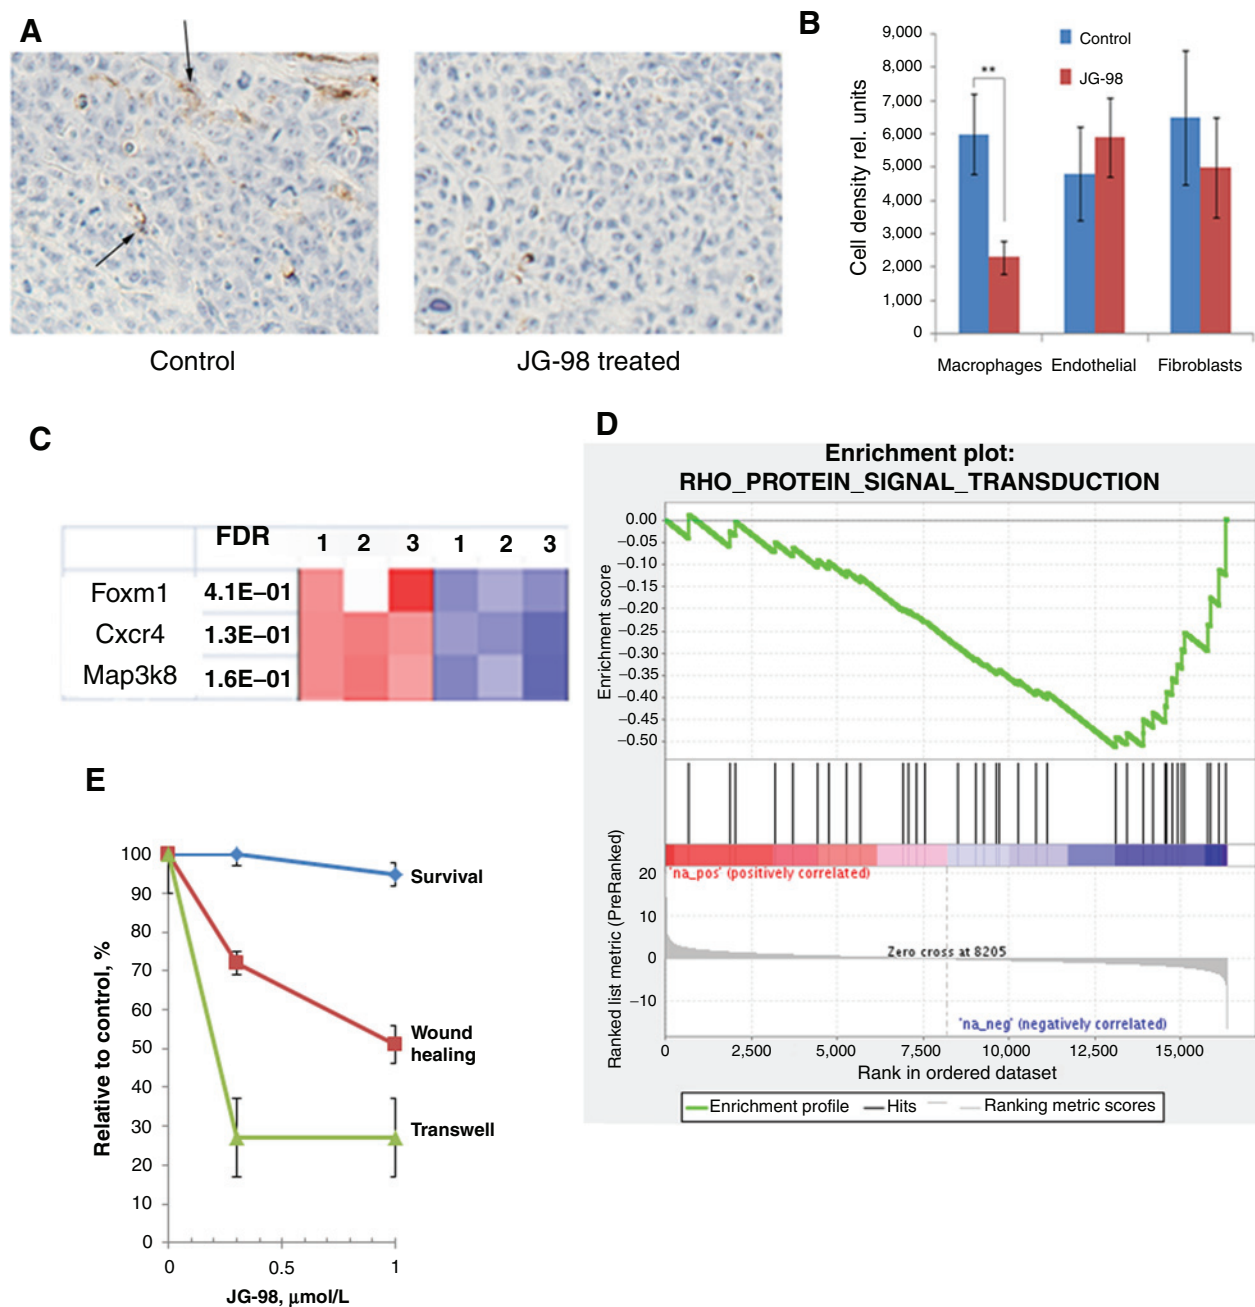 A
Control
JG-98 treated
B
9,000
8,000
7,000
6,000
5,000
4,000
3,000
2,000
1,000
0
Cell density rel. units
Control
JG-98
**
Macrophages Endothelial Fibroblasts
C
FDR 1 2 3 1 2 3
Foxm1 4.1E–01
Cxcr4 1.3E–01
Map3k8 1.6E–01
D
Enrichment plot:
RHO_PROTEIN_SIGNAL_TRANSDUCTION
Enrichment score
0.00
–0.05
–0.10
–0.15
–0.20
–0.25
–0.30
–0.35
–0.40
–0.45
–0.50
Ranked list metric (PreRanked)
20
10
0
–10
'na_pos' (positively correlated)
Zero cross at 8205
'na_neg' (negatively correlated)
0 2,500 5,000 7,500 10,000 12,500 15,000
Rank in ordered dataset
Enrichment profile Hits Ranking metric scores
E
Relative to control, %
100
90
80
70
60
50
40
30
20
10
0
Survival
Wound
healing
Transwell
0 0.5 1
JG-98, μmol/L